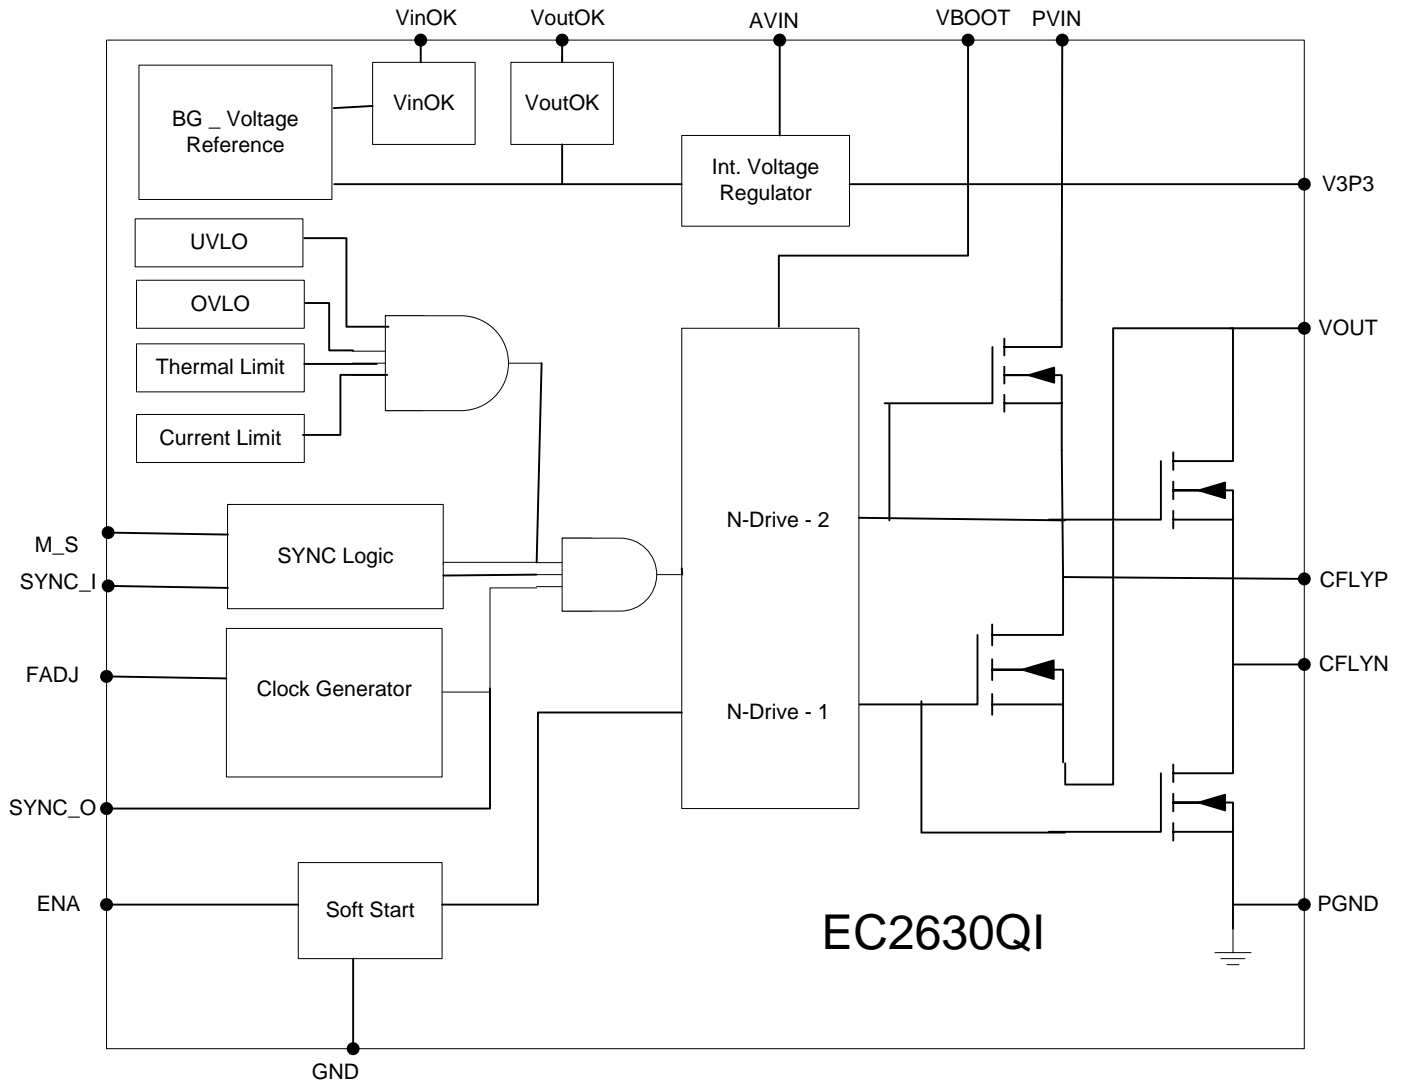 VinOK
VoutOK
AVIN
VBOOT
PVIN
BG _ Voltage
Reference
VinOK
VoutOK
Int. Voltage
Regulator
V3P3
UVLO
OVLO
Thermal Limit
Current Limit
VOUT
M_S
SYNC_I
SYNC Logic
N-Drive - 2
CFLYP
CFLYN
FADJ
Clock Generator
N-Drive - 1
SYNC_O
ENA
Soft Start
EC2630QI
PGND
GND